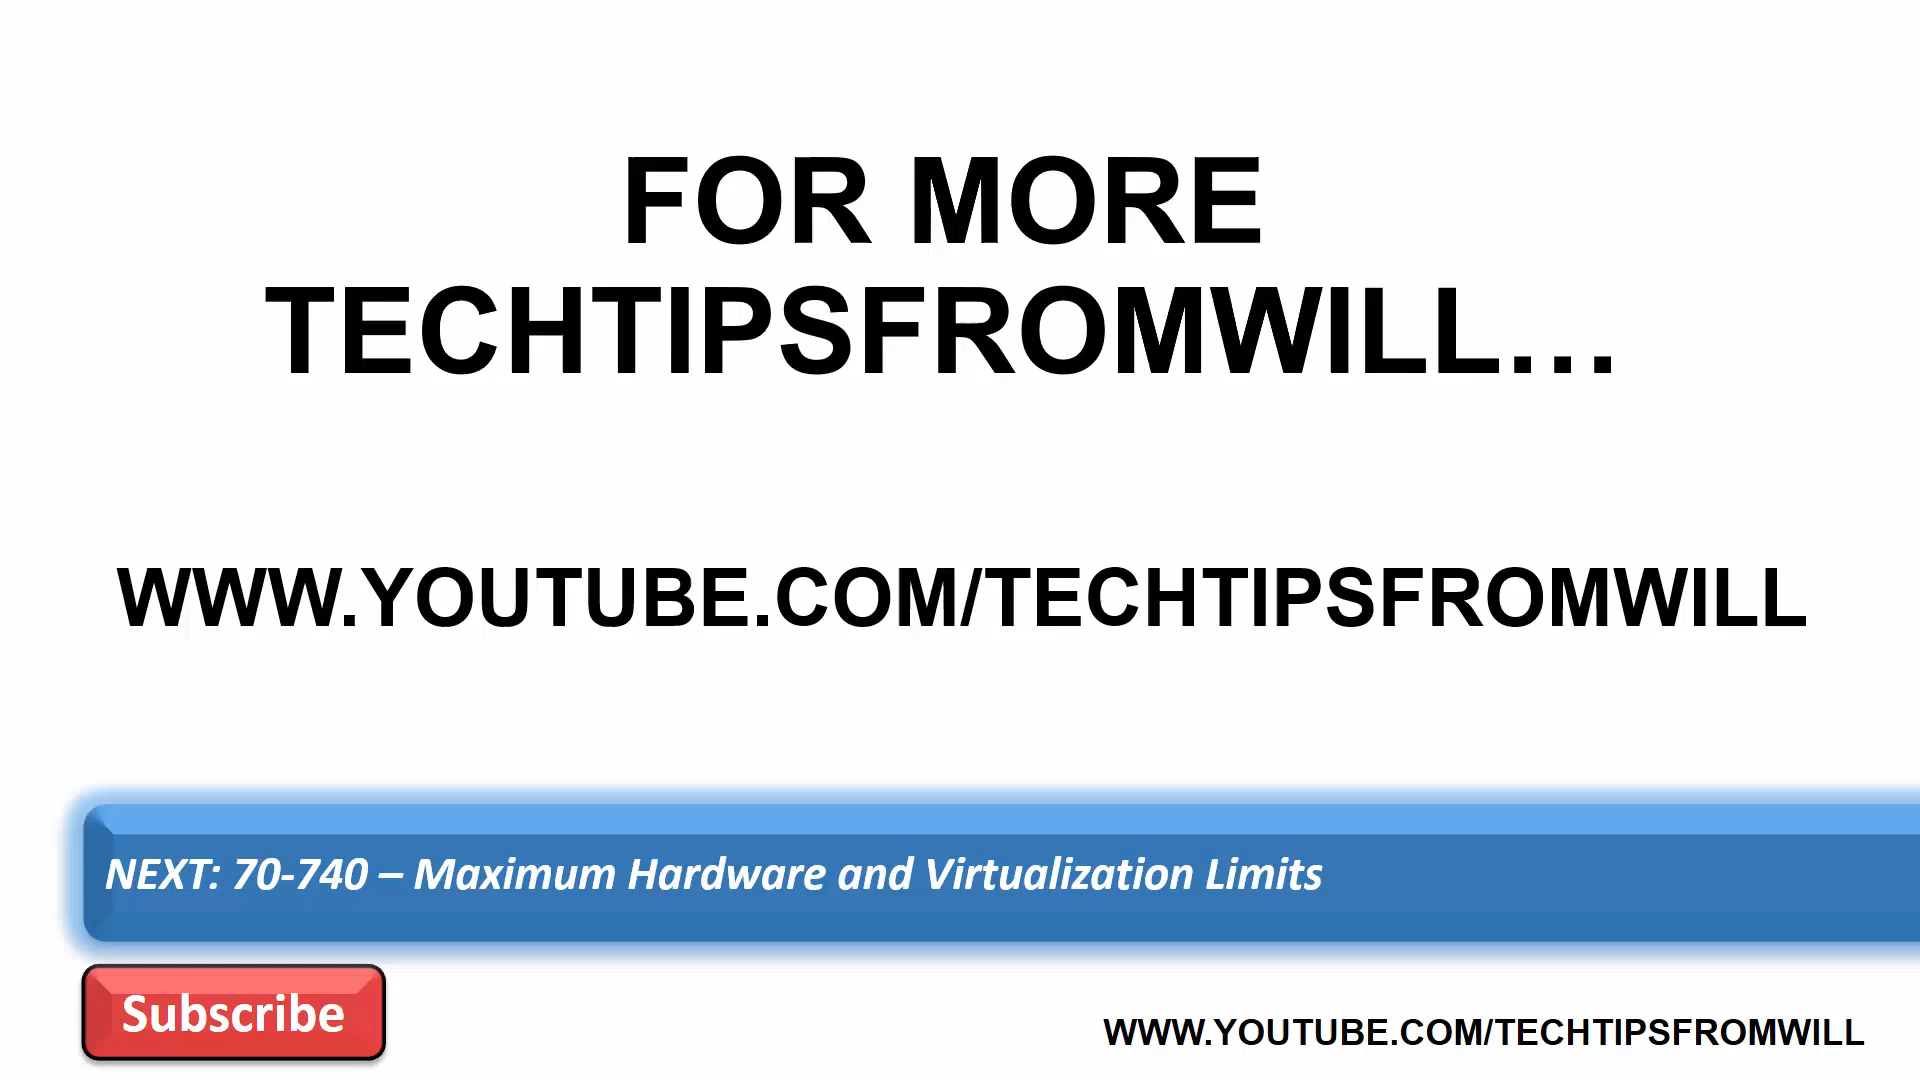 FOR MORE
TECHTIPSFROMWILL...
WWW.YOUTUBE.COM/TECHTIPSFROMWILL
NEXT: 70-740 – Maximum Hardware and Virtualization Limits
Subscribe
WWW.YOUTUBE.COM/TECHTIPSFROMWILL